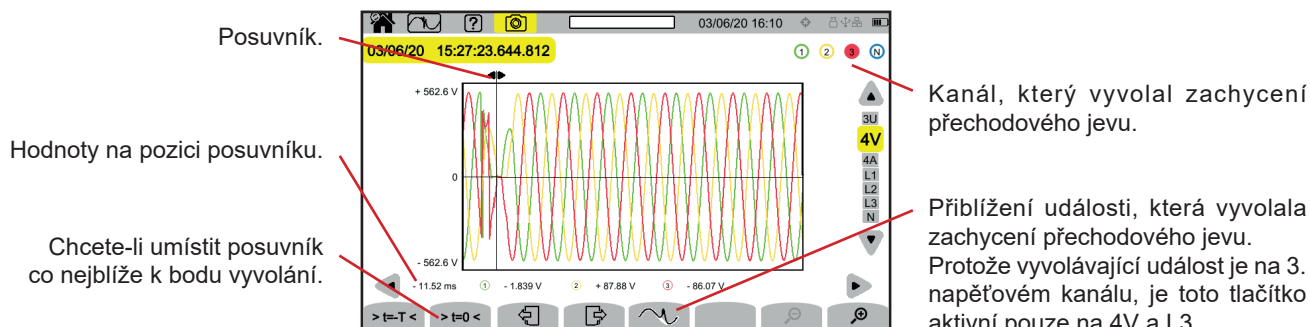 03/06/20 16:10
Posuvník.
03/06/20 15:27:23.644.812
1 2 3 N
Kanál, který vyvolal zachycení
přechodového jevu.
+ 562.6 V
3U
4V
4A
L1
L2
L3
N
Hodnoty na pozici posuvníku.
0
Přiblížení události, která vyvolala
zachycení přechodového jevu.
Protože vyvolávající událost je na 3.
napěťovém kanálu, je toto tlačítko
aktivní pouze na 4V a L3.
Chcete-li umístit posuvník
co nejblíže k bodu vyvolání.
- 562.6 V
- 11.52 ms 1 - 1.839 V 2 + 87.88 V 3 - 86.07 V
> t=-T < > t=0 <